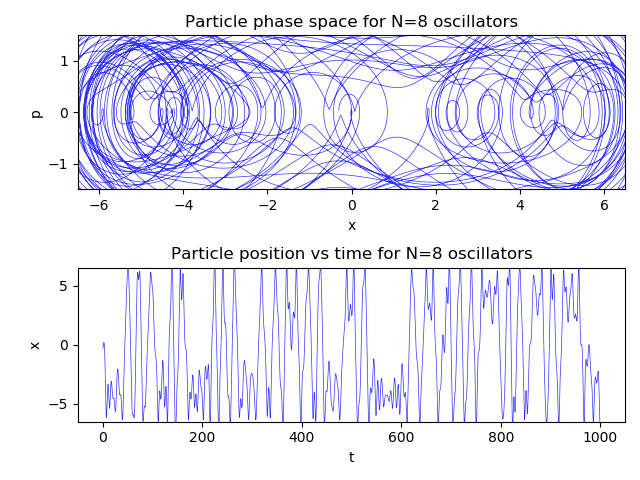 Particle phase space for N=8 oscillators
1
0
−1
p
−6 −4 −2 0 2 4 6
x
Particle position vs time for N=8 oscillators
5
0
−5
x
0 200 400 600 800 1000
t